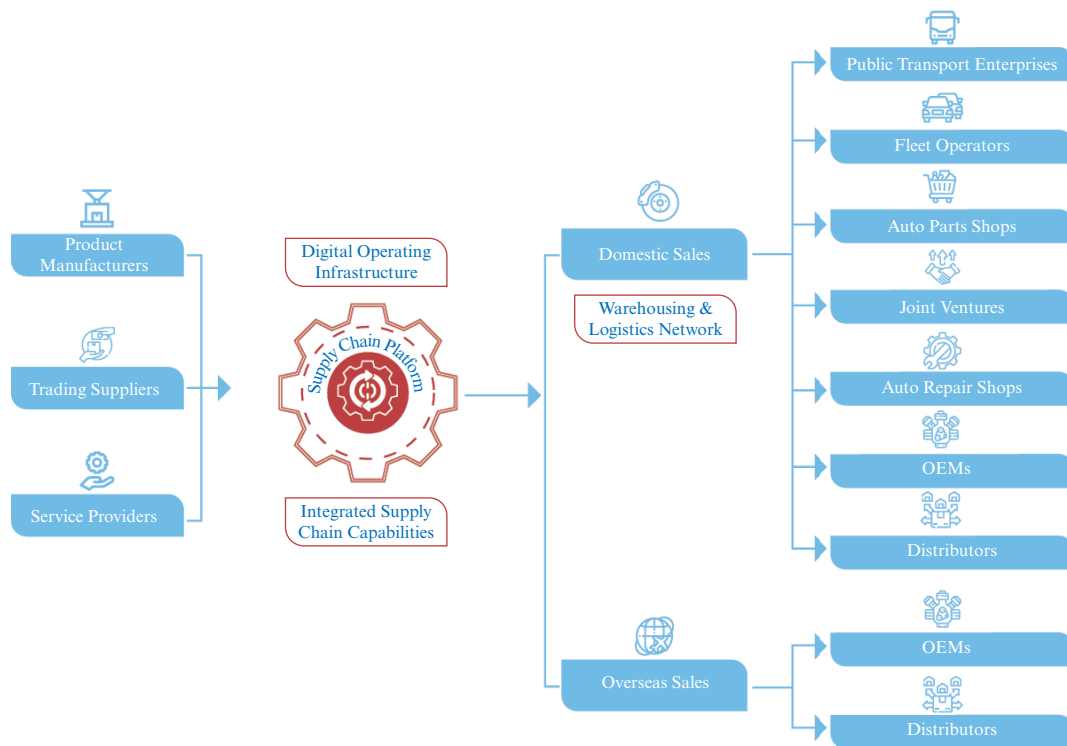 Product
Manufacturers
Trading Suppliers
Service Providers
Digital Operating
Infrastructure
Supply Chain Platform
Integrated Supply
Chain Capabilities
Domestic Sales
Warehousing &
Logistics Network
Overseas Sales
Public Transport Enterprises
Fleet Operators
Auto Parts Shops
Joint Ventures
Auto Repair Shops
OEMs
Distributors
OEMs
Distributors